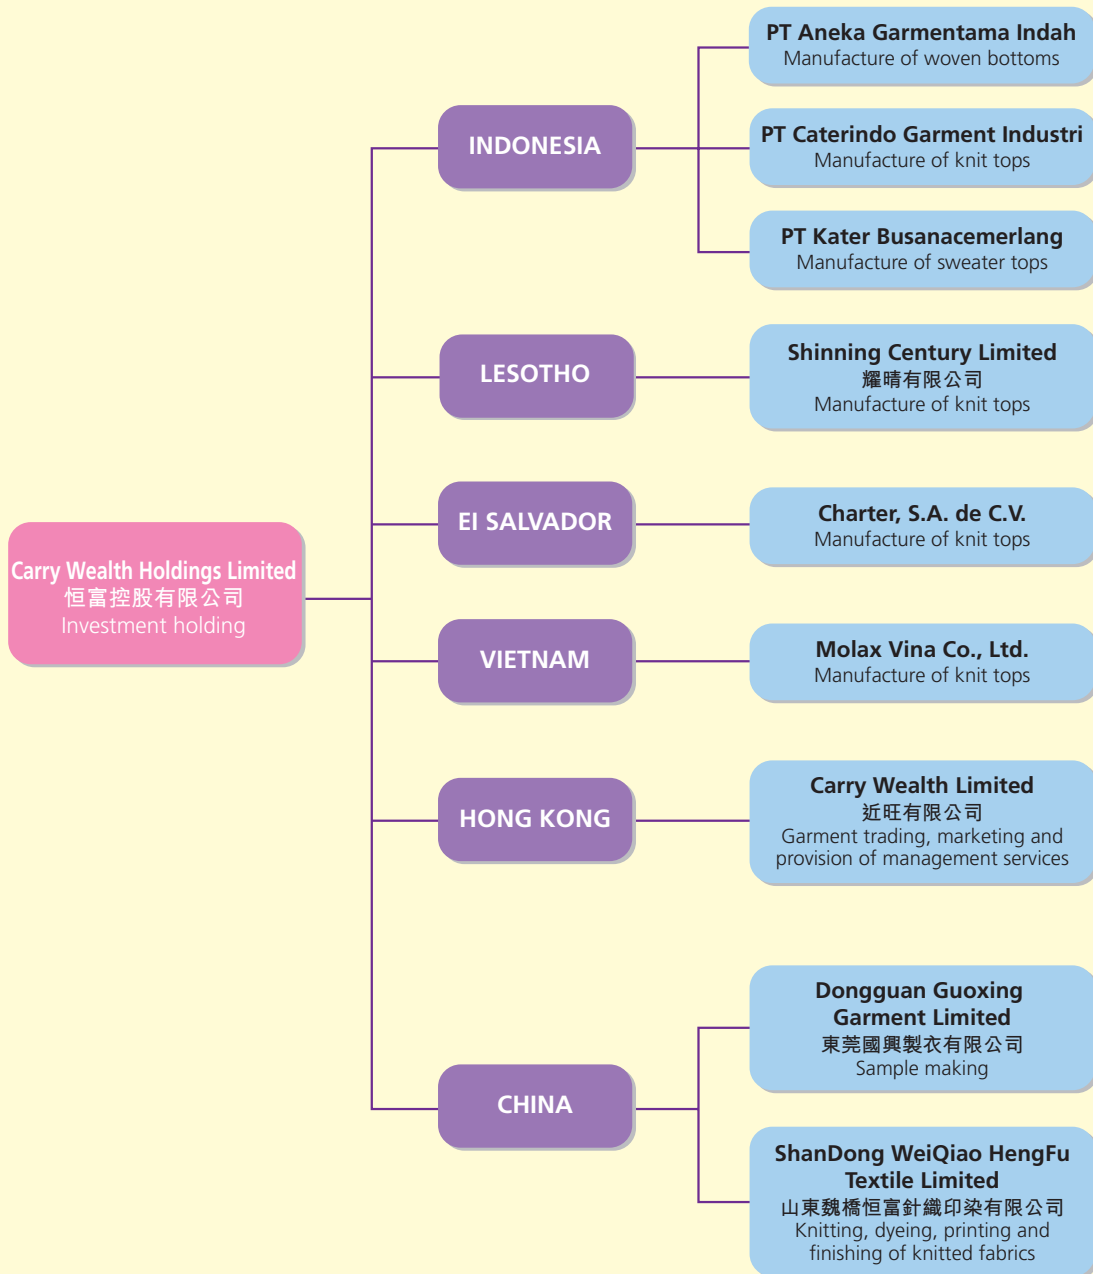 Carry Wealth Holdings Limited
恒富控股有限公司
Investment holding
INDONESIA
PT Aneka Garmentama Indah
Manufacture of woven bottoms
PT Caterindo Garment Industri
Manufacture of knit tops
PT Kater Busanacemerlang
Manufacture of sweater tops
LESOTHO
Shinning Century Limited
耀晴有限公司
Manufacture of knit tops
EI SALVADOR
Charter, S.A. de C.V.
Manufacture of knit tops
VIETNAM
Molax Vina Co., Ltd.
Manufacture of knit tops
HONG KONG
Carry Wealth Limited
近旺有限公司
Garment trading, marketing and
provision of management services
CHINA
Dongguan Guoxing
Garment Limited
東莞國興製衣有限公司
Sample making
ShanDong WeiQiao HengFu
Textile Limited
山東魏橋恒富針織印染有限公司
Knitting, dyeing, printing and
finishing of knitted fabrics